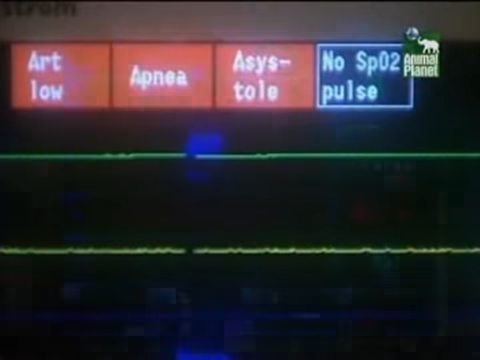 Art
low
Apnea
Asys-
tole
No SpO2
pulse
Animal
Planet